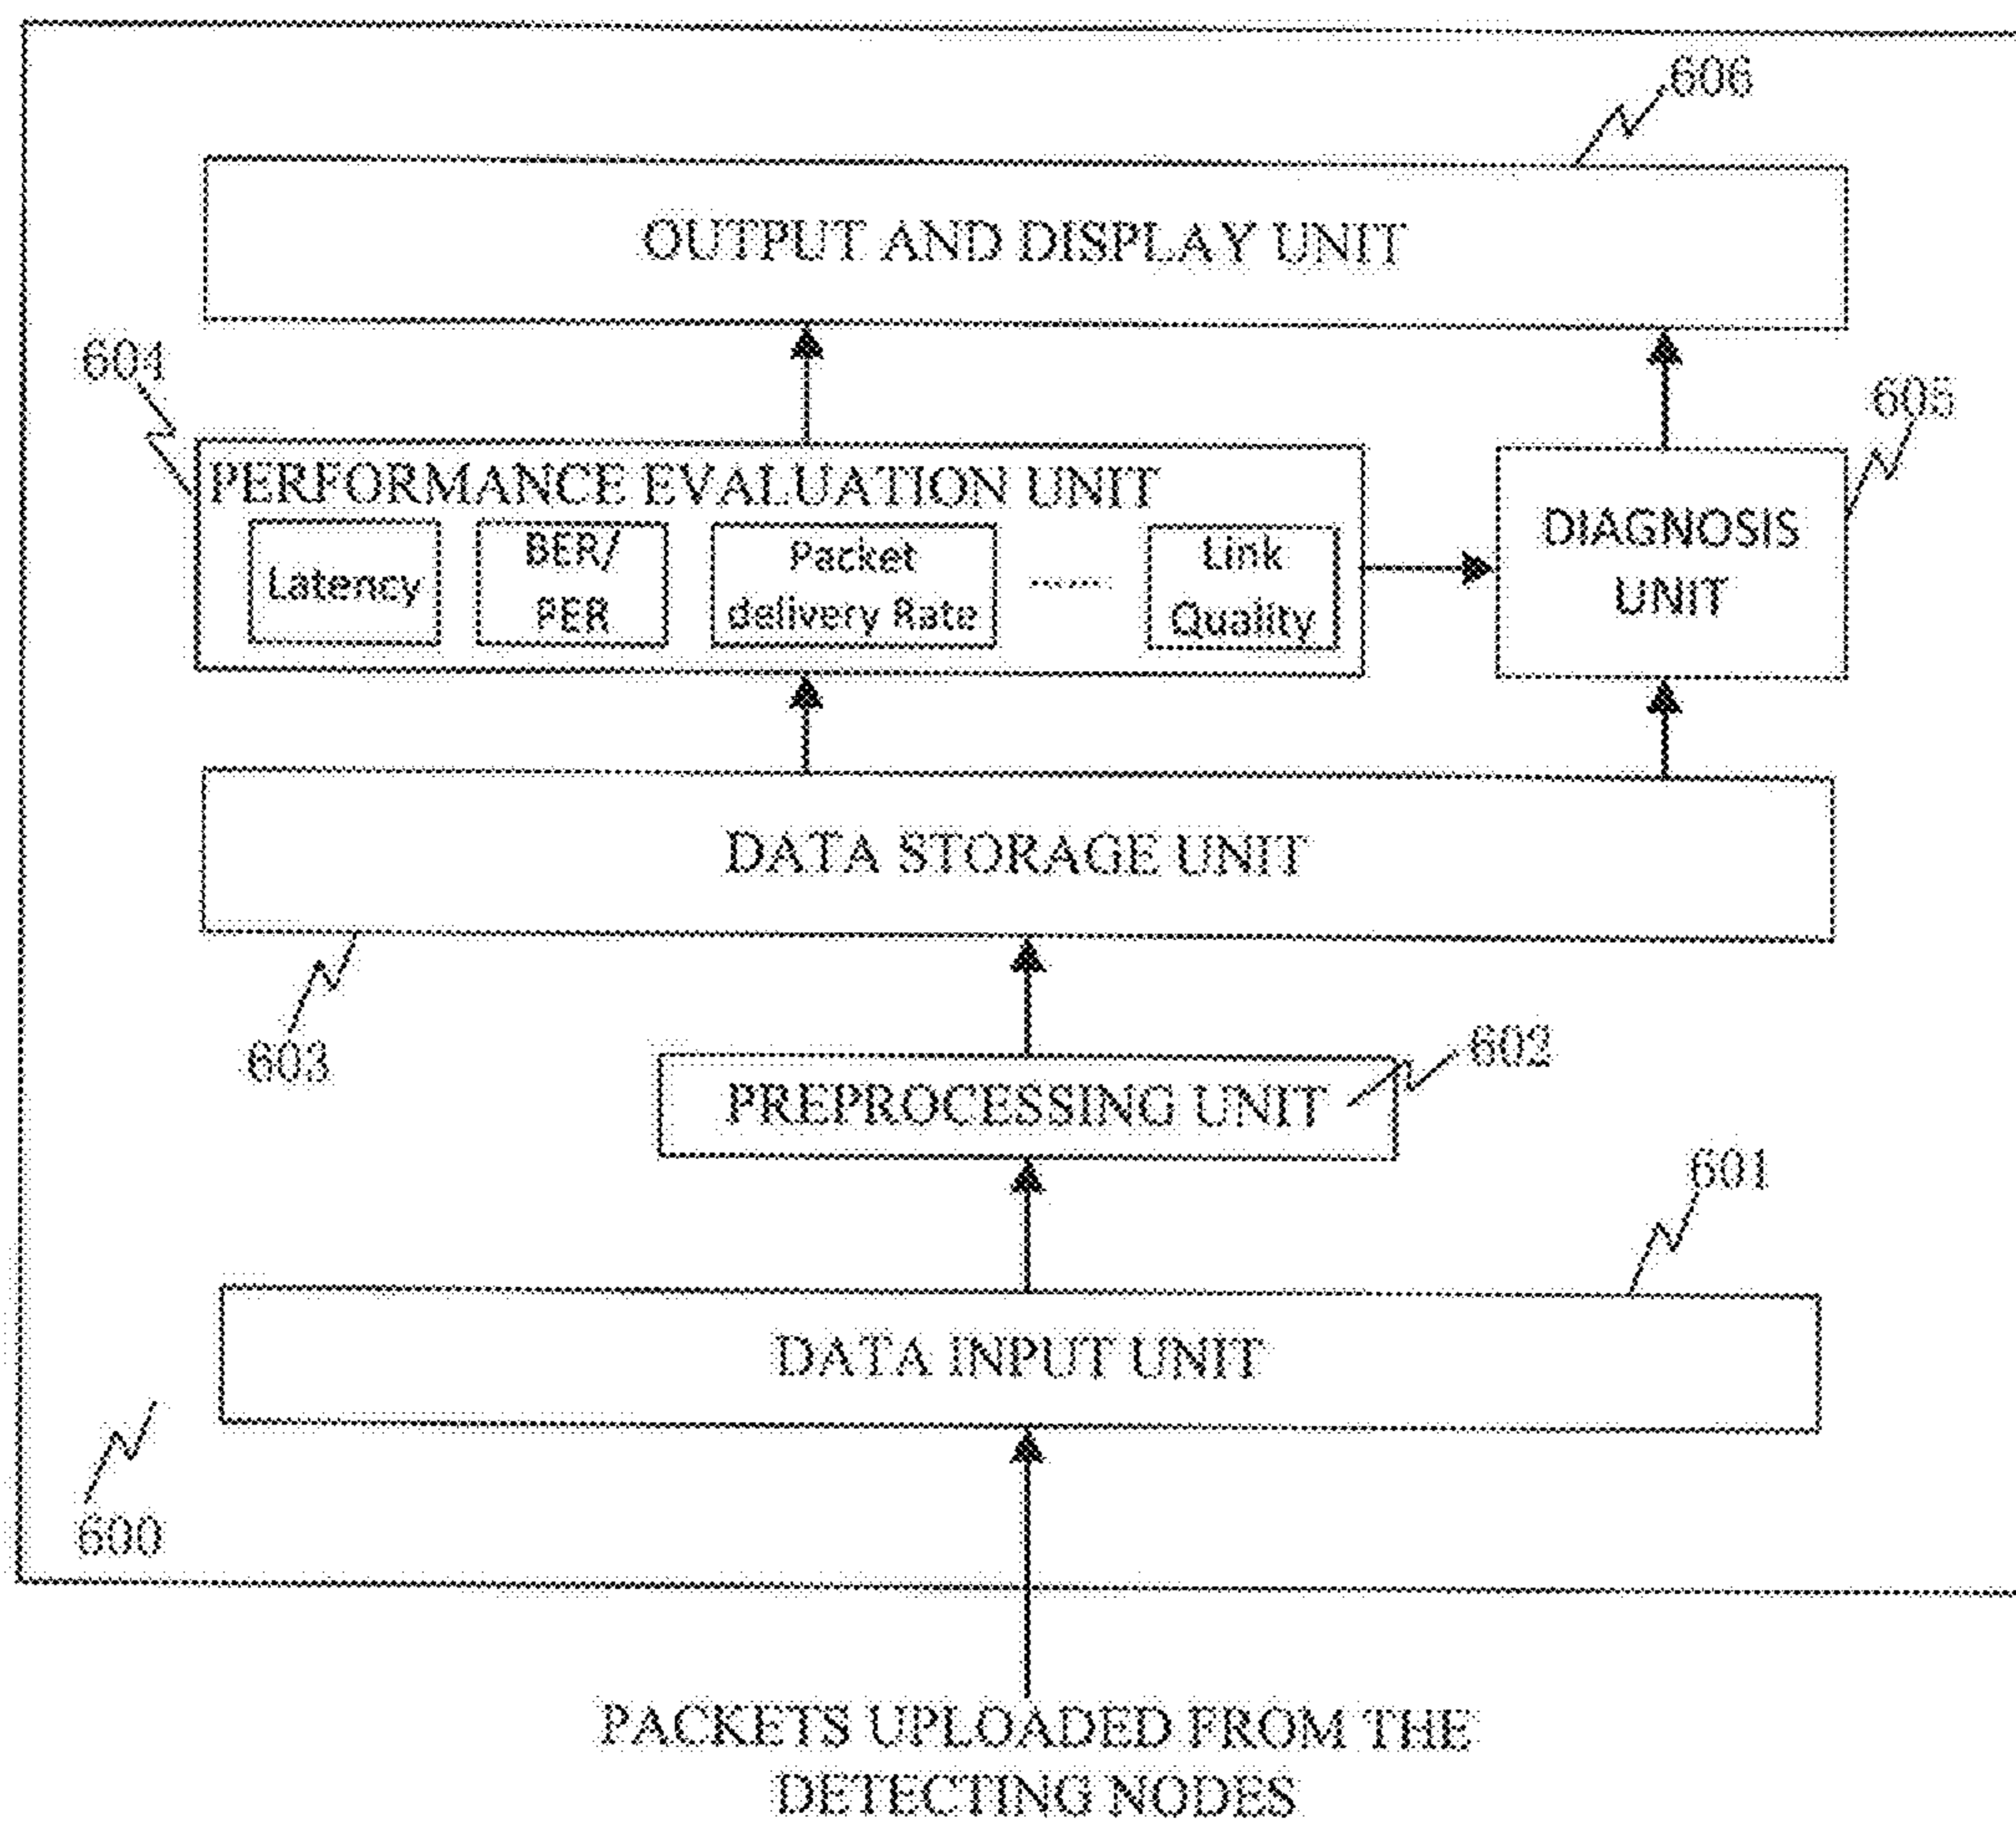 606
OUTPUT AND DISPLAY UNIT
604
605
PERFORMANCE EVALUATION UNIT
Latency
BER/
PER
Packet
delivery Rate
......
Link
Quality
DIAGNOSIS
UNIT
DATA STORAGE UNIT
603
602
PREPROCESSING UNIT
601
DATA INPUT UNIT
600
PACKETS UPLOADED FROM THE
DETECTING NODES